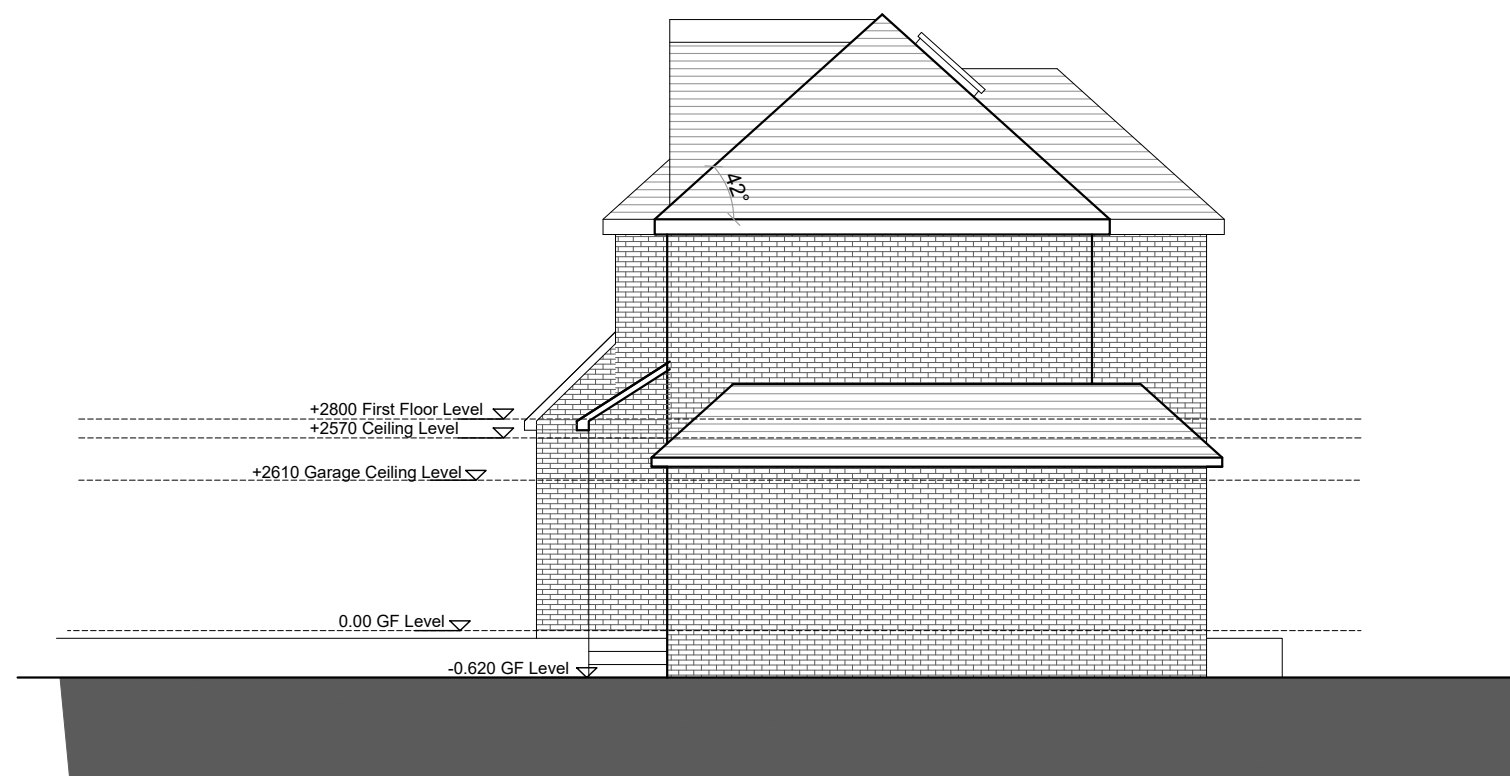 42°
+2800 First Floor Level
+2570 Ceiling Level
+2610 Garage Ceiling Level
0.00 GF Level
-0.620 GF Level